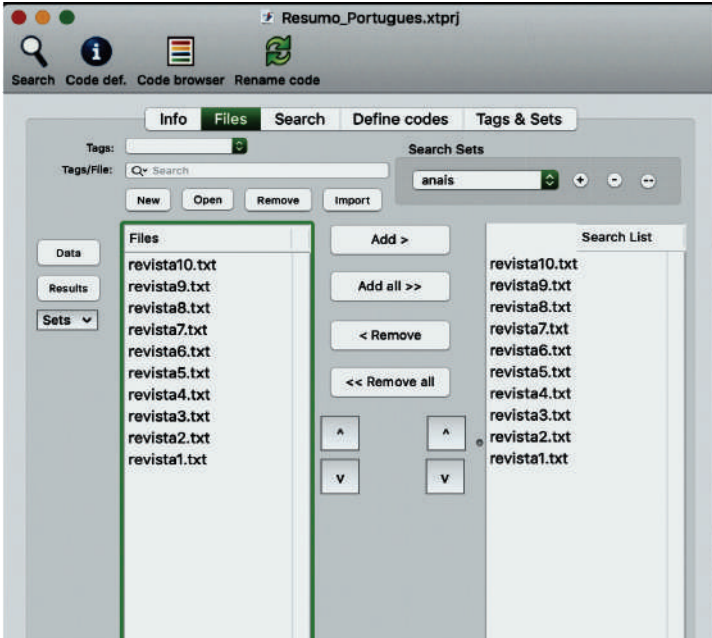 Resumo_Portugues.xtprj
Search Code def. Code browser Rename code
Info Files Search Define codes Tags & Sets
Tags:
Tags/File: Search
New Open Remove Import
Search Sets
anais
Data
Results
Sets
Files
revista10.txt
revista9.txt
revista8.txt
revista7.txt
revista6.txt
revista5.txt
revista4.txt
revista3.txt
revista2.txt
revista1.txt
Add >
Add all >>
< Remove
<< Remove all
^ ^
v v
Search List
revista10.txt
revista9.txt
revista8.txt
revista7.txt
revista6.txt
revista5.txt
revista4.txt
revista3.txt
revista2.txt
revista1.txt